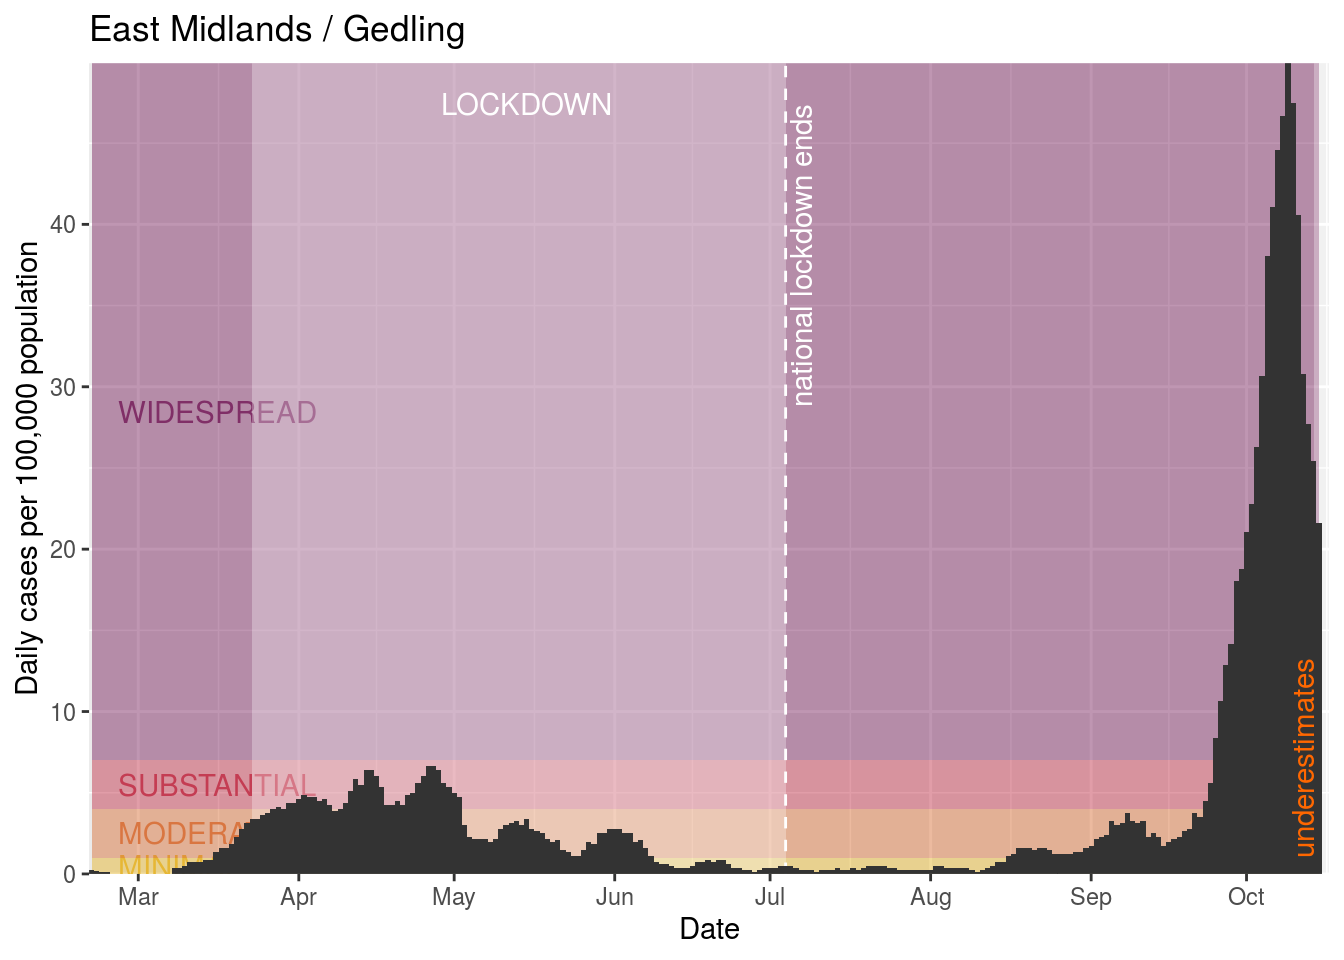 East Midlands / Gedling
LOCKDOWN
national lockdown ends
WIDESPREAD
SUBSTANTIAL
MODERA
MINIM
underestimates
Daily cases per 100,000 population
40
30
20
10
0
Mar Apr May Jun Jul Aug Sep Oct
Date